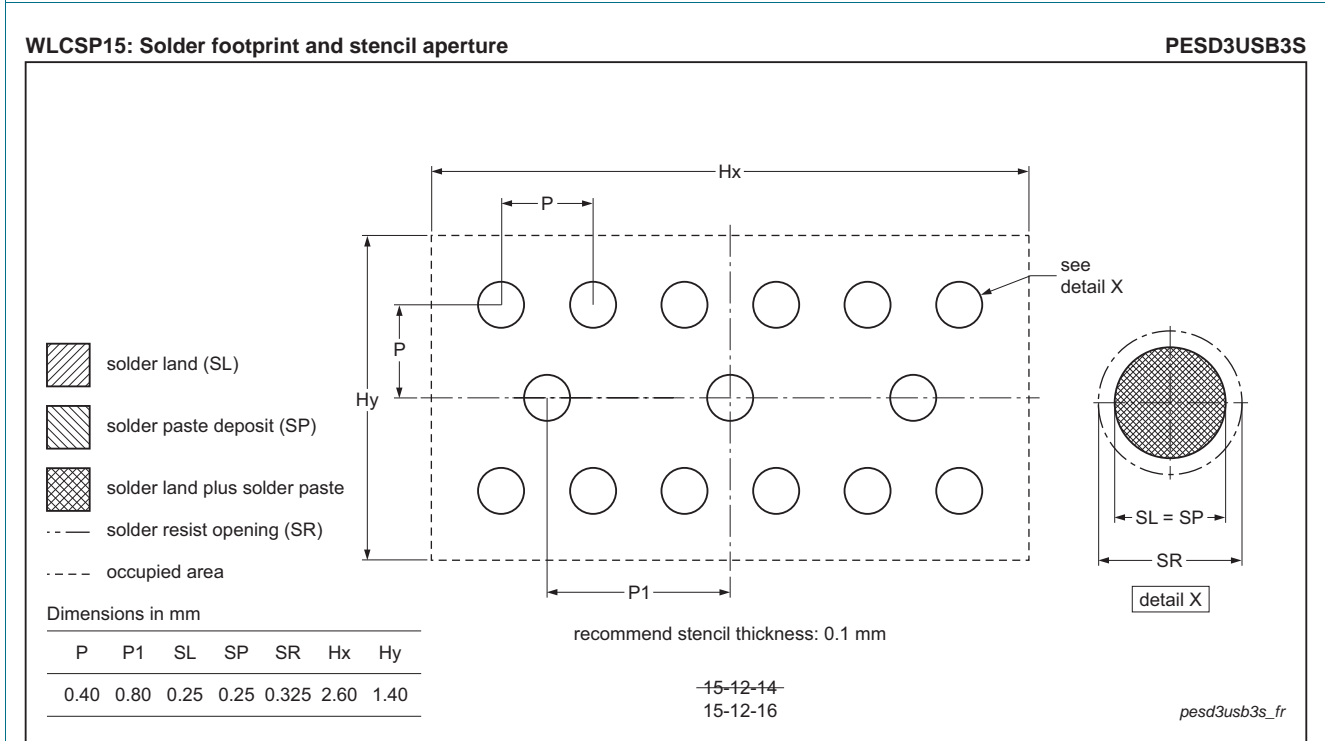 WLCSP15: Solder footprint and stencil aperture PESD3USB3S
Hx
P
see
detail X
P
Hy
solder land (SL)
solder paste deposit (SP)
solder land plus solder paste
solder resist opening (SR)
occupied area
SL = SP
SR
detail X
P1
Dimensions in mm
P P1 SL SP SR Hx Hy
0.40 0.80 0.25 0.25 0.325 2.60 1.40
recommend stencil thickness: 0.1 mm
15-12-14
15-12-16
pesd3usb3s_fr